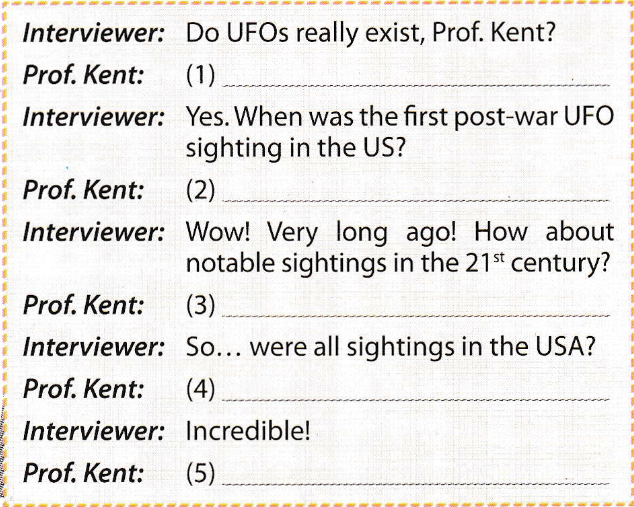 Interviewer: Do UFOs really exist, Prof. Kent?
Prof. Kent: (1)
Interviewer: Yes. When was the first post-war UFO
sighting in the US?
Prof. Kent: (2)
Interviewer: Wow! Very long ago! How about
notable sightings in the 21st century?
Prof. Kent: (3)
Interviewer: So... were all sightings in the USA?
Prof. Kent: (4)
Interviewer: Incredible!
Prof. Kent: (5)